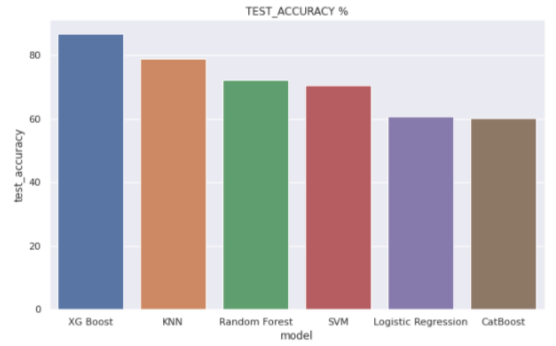 TEST_ACCURACY %
test_accuracy
80
60
40
20
0
XG Boost KNN Random Forest SVM Logistic Regression CatBoost
model